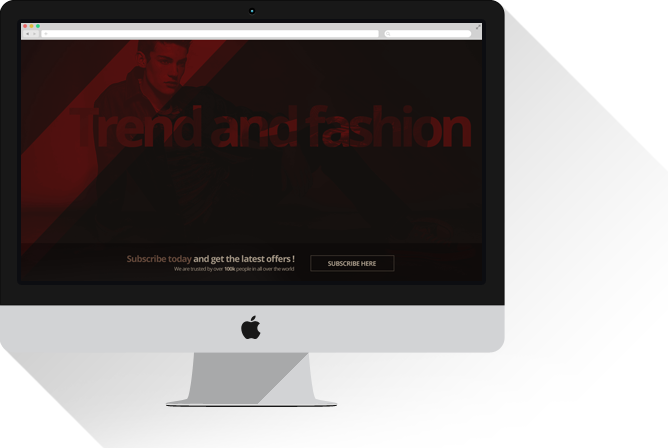 Trend and fashion
Subscribe today and get the latest offers !
We are trusted by over 100k people in all over the world!
SUBSCRIBE HERE